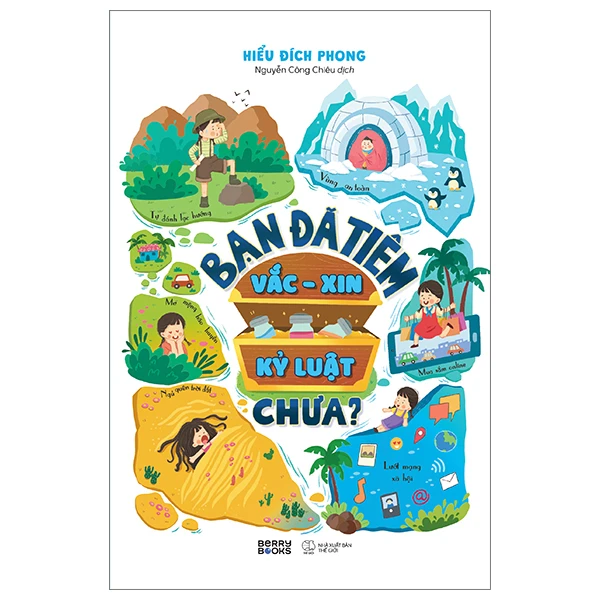 HIỂU ĐÍCH PHONG
Nguyễn Công Chiêu dịch
Vùng an toàn
Tự đánh lạc hướng
BẠN ĐÃ TIÊM
VẮC - XIN
Mơ mộng hão huyền
KỶ LUẬT
Mua sắm online
Ngủ quên trời đất
CHƯA?
Lướt mạng
xã hội
BERRY
BOOKS
NHÀ XUẤT BẢN
THẾ GIỚI